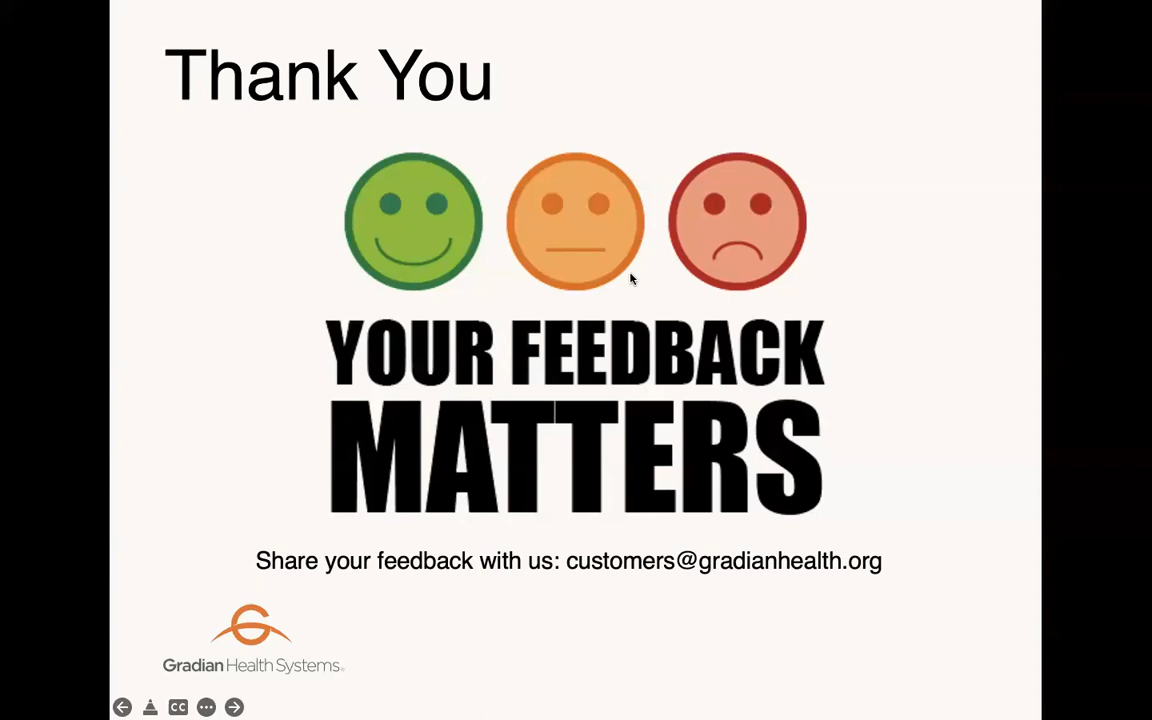 Thank You
YOUR FEEDBACK
MATTERS
Share your feedback with us: customers@gradianhealth.org
Gradian Health Systems
CC